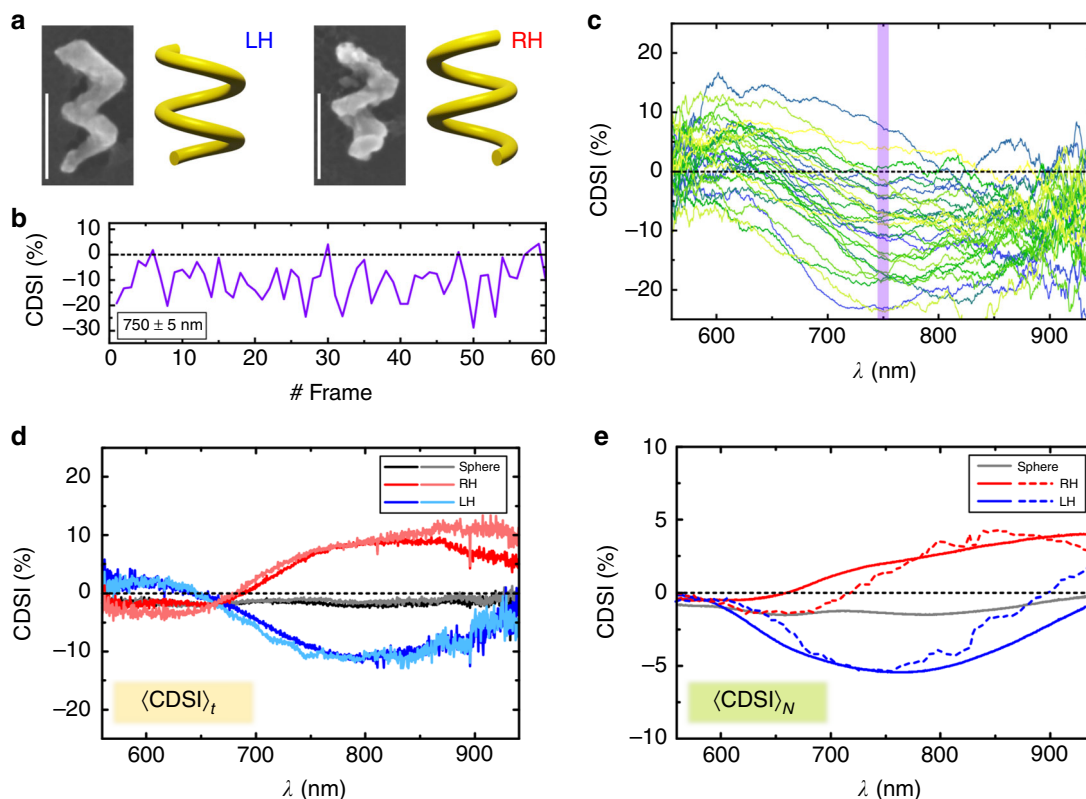 a
LH
RH
b
CDSI (%)
10
0
−10
−20
−30
750 ± 5 nm
0
10
20
30
40
50
60
# Frame
c
CDSI (%)
20
10
0
−10
−20
600
700
800
900
λ (nm)
d
CDSI (%)
20
10
0
−10
−20
Sphere
RH
LH
⟨CDSI⟩t
600
700
800
900
λ (nm)
e
CDSI (%)
10
5
0
−5
−10
Sphere
RH
LH
⟨CDSI⟩N
600
700
800
900
λ (nm)